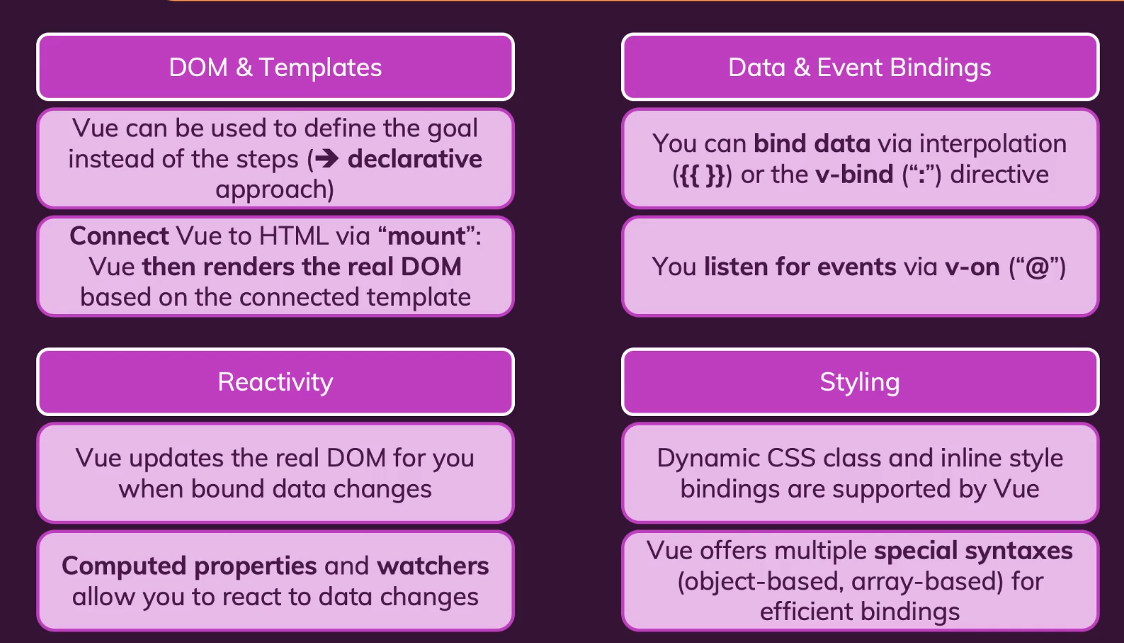 DOM & Templates
Vue can be used to define the goal
instead of the steps (➔ declarative
approach)
Connect Vue to HTML via “mount”:
Vue then renders the real DOM
based on the connected template
Data & Event Bindings
You can bind data via interpolation
({{ }}) or the v-bind (“:”) directive
You listen for events via v-on (“@”)
Reactivity
Vue updates the real DOM for you
when bound data changes
Computed properties and watchers
allow you to react to data changes
Styling
Dynamic CSS class and inline style
bindings are supported by Vue
Vue offers multiple special syntaxes
(object-based, array-based) for
efficient bindings